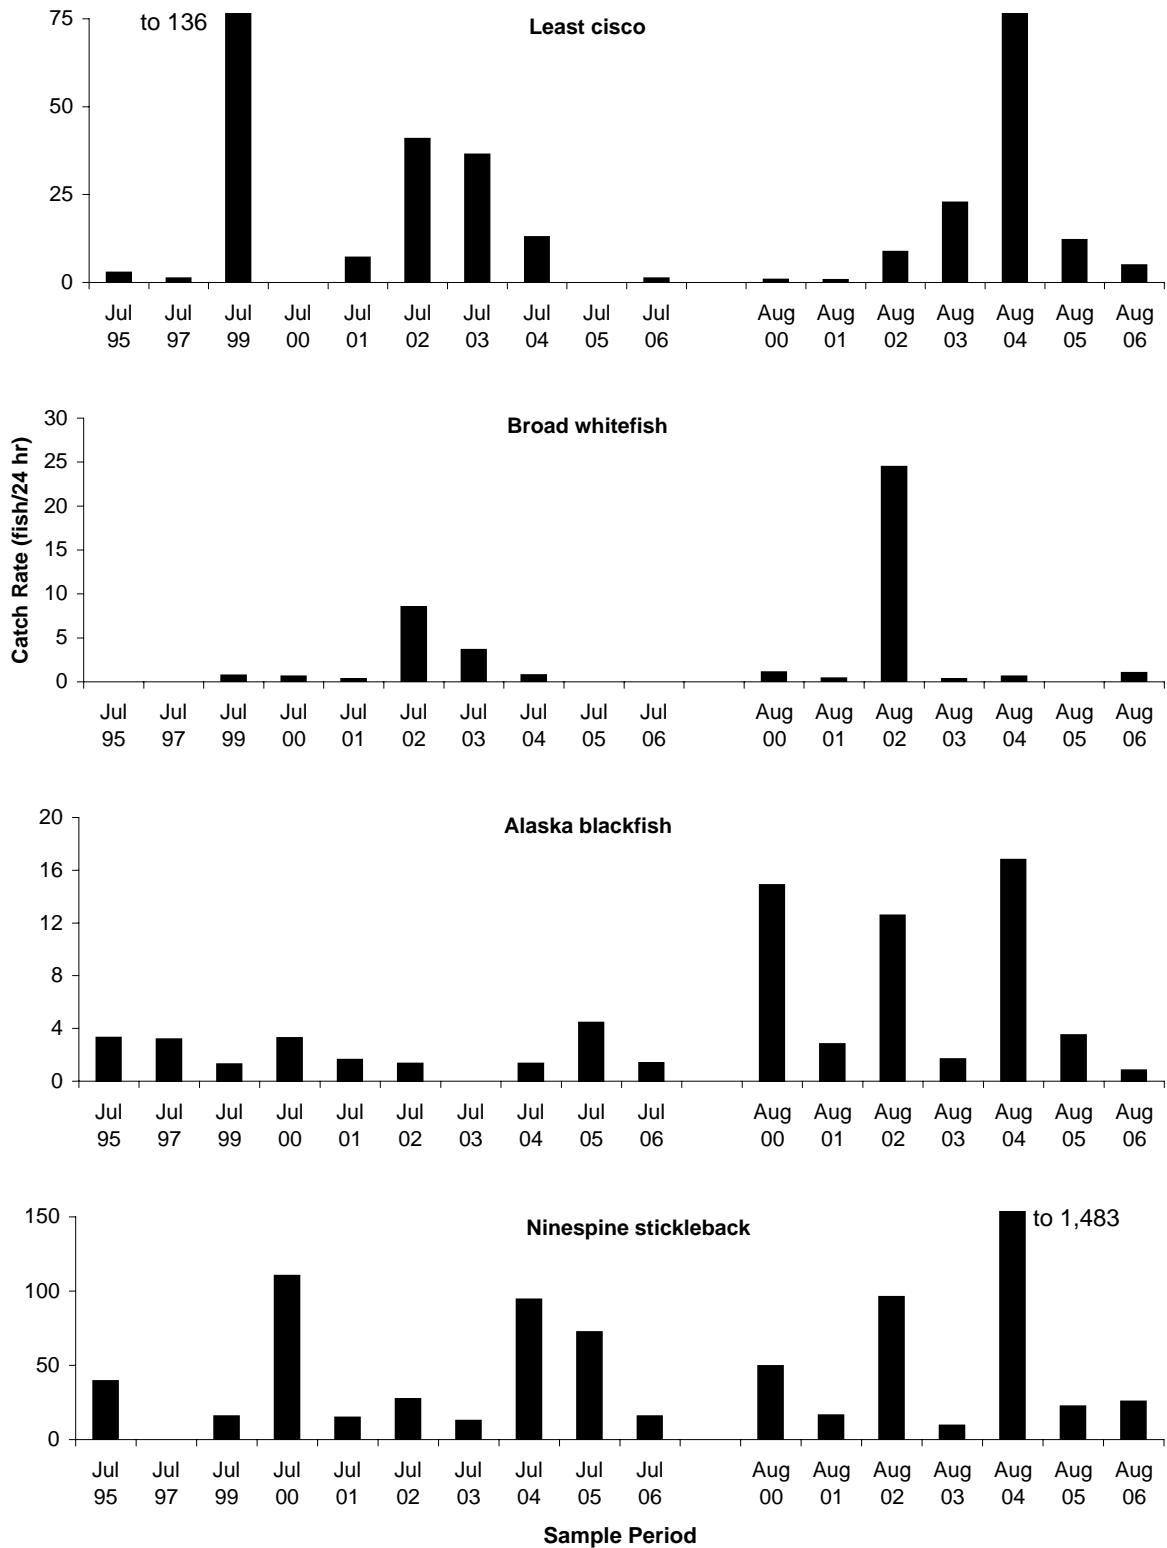 Least cisco
to 136
75
50
25
0
Jul Jul Jul Jul Jul Jul Jul Jul Jul Jul Aug Aug Aug Aug Aug Aug Aug
95 97 99 00 01 02 03 04 05 06 00 01 02 03 04 05 06
Catch Rate (fish/24 hr)
Broad whitefish
30
25
20
15
10
5
0
Jul Jul Jul Jul Jul Jul Jul Jul Jul Jul Aug Aug Aug Aug Aug Aug Aug
95 97 99 00 01 02 03 04 05 06 00 01 02 03 04 05 06
Alaska blackfish
20
16
12
8
4
0
Jul Jul Jul Jul Jul Jul Jul Jul Jul Jul Aug Aug Aug Aug Aug Aug Aug
95 97 99 00 01 02 03 04 05 06 00 01 02 03 04 05 06
Ninespine stickleback
to 1,483
150
100
50
0
Jul Jul Jul Jul Jul Jul Jul Jul Jul Jul Aug Aug Aug Aug Aug Aug Aug
95 97 99 00 01 02 03 04 05 06 00 01 02 03 04 05 06
Sample Period